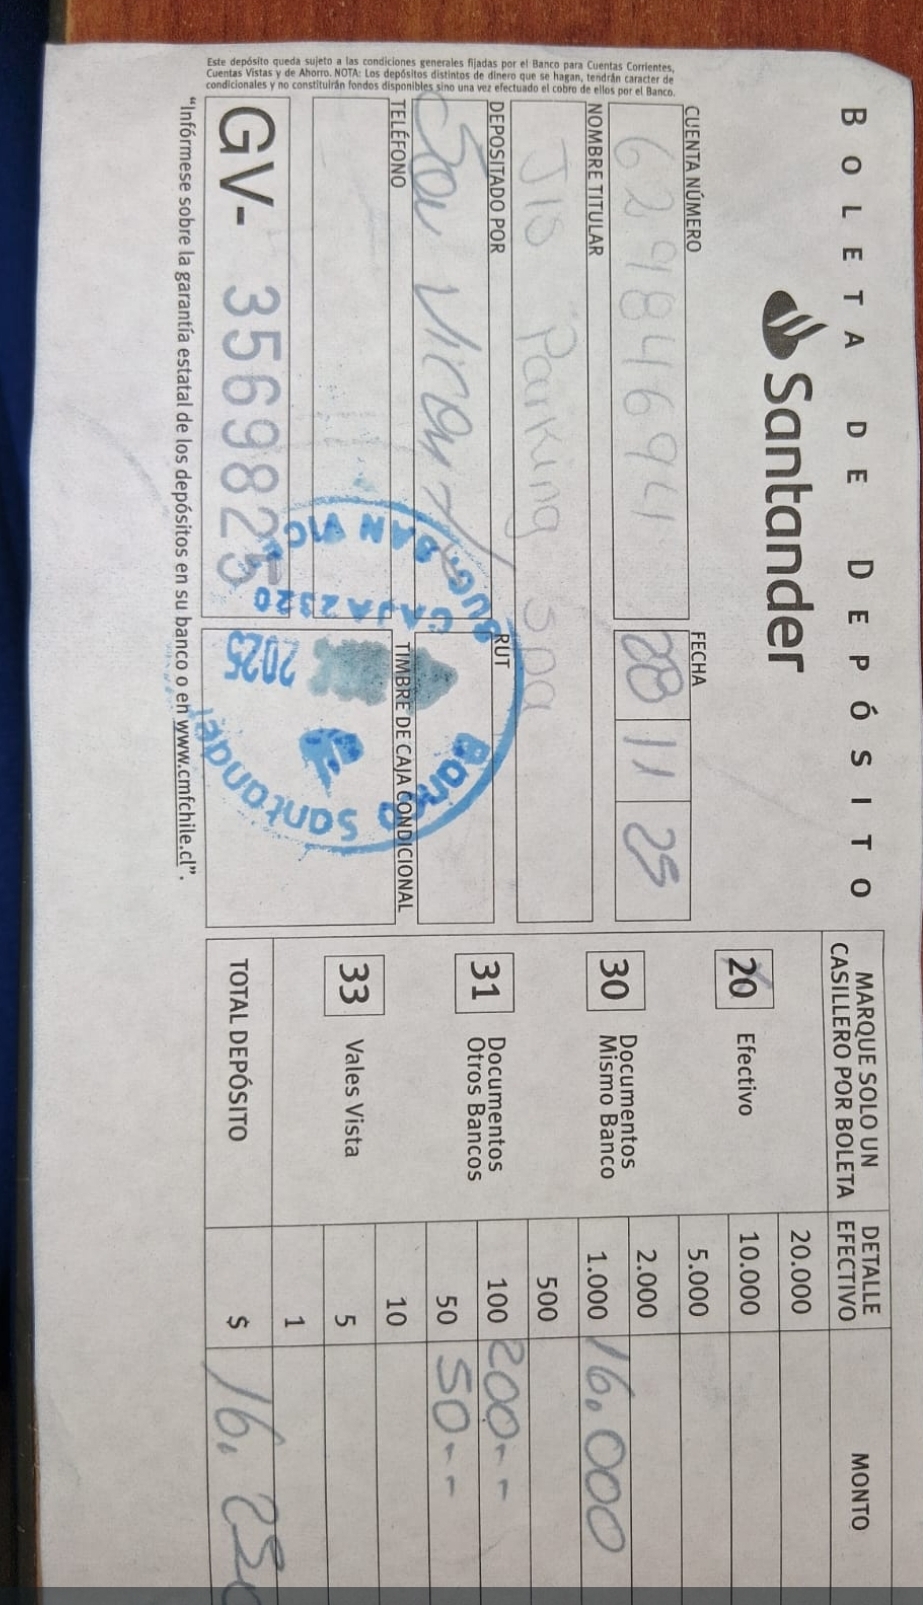 BOLETA DE DEPÓSITO
Santander
CUENTA NÚMERO
FECHA
62984694
28 11 25
NOMBRE TITULAR
JIS Parking spa
DEPOSITADO POR
RUT
San Vicente
TELÉFONO
TIMBRE DE CAJA CONDICIONAL
GV- 3569825
Banco Santander
2025
CAJA 2320
SUC. SAN VIC
Este depósito queda sujeto a las condiciones generales fijadas por el Banco para Cuentas Corrientes,
Cuentas Vistas y de Ahorro. NOTA: Los depósitos distintos de dinero que se hagan, tendrán caracter de
condicionales y no constituirán fondos disponibles sino una vez efectuado el cobro de ellos por el Banco.
"Infórmese sobre la garantía estatal de los depósitos en su banco o en www.cmfchile.cl".
MARQUE SOLO UN
CASILLERO POR BOLETA
DETALLE
EFECTIVO
MONTO
20 Efectivo
30 Documentos
Mismo Banco
31 Documentos
Otros Bancos
33 Vales Vista
20.000
10.000
5.000
2.000
1.000 16.000
500
100 200--
50 50--
10
5
1
TOTAL DEPÓSITO $ 16.250